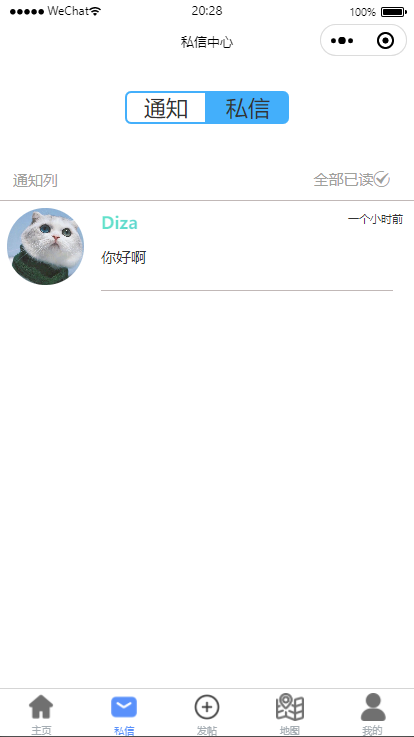 WeChat 20:28 100%
私信中心
通知 私信
通知列 全部已读
Diza 一个小时前
你好啊
主页 私信 发帖 地图 我的